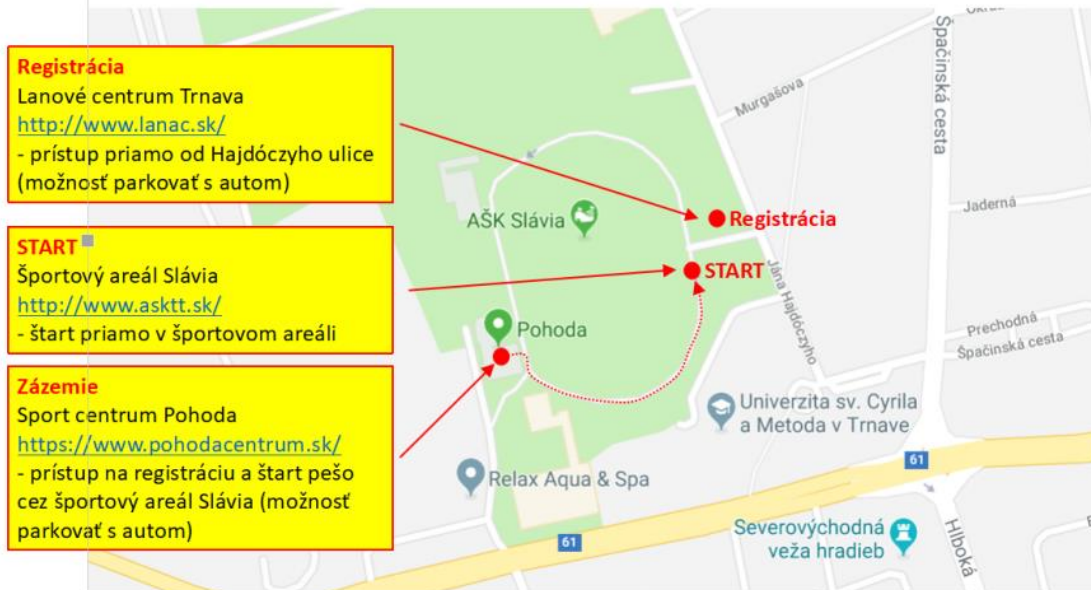 Registrácia
Lanové centrum Trnava
http://www.lanac.sk/
- prístup priamo od Hajdóczyho ulice
(možnosť parkovať s autom)
START
Športový areál Slávia
http://www.asktt.sk/
- štart priamo v športovom areáli
Zázemie
Sport centrum Pohoda
https://www.pohodacentrum.sk/
- prístup na registráciu a štart pešo
cez športový areál Slávia (možnosť
parkovať s autom)
Murgašova
Špačinská cesta
AŠK Slávia
Registrácia
Jaderná
START
Jána Hajdóczyho
Pohoda
Prechodná
Špačinská cesta
Univerzita sv. Cyrila
a Metoda v Trnave
61
Relax Aqua & Spa
61
Severovýchodná
veža hradieb
Hlboká